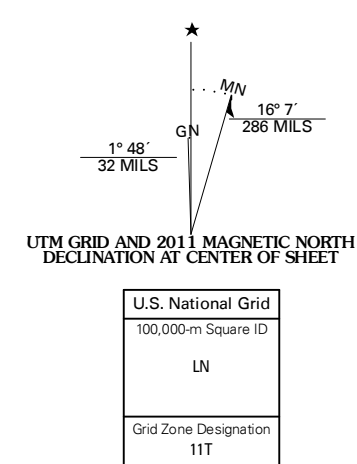 MN
16° 7´
286 MILS
GN
1° 48´
32 MILS
UTM GRID AND 2011 MAGNETIC NORTH
DECLINATION AT CENTER OF SHEET
U.S. National Grid
100,000-m Square ID
LN
Grid Zone Designation
11T